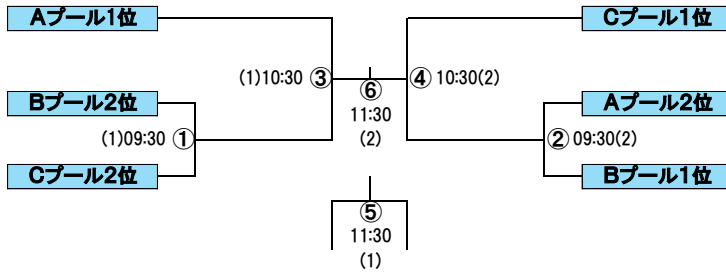 Aプール1位
Cプール1位
(1)10:30 ③
④ 10:30(2)
⑥
11:30
(2)
Bプール2位
Aプール2位
(1)09:30 ①
② 09:30(2)
Cプール2位
Bプール1位
⑤
11:30
(1)